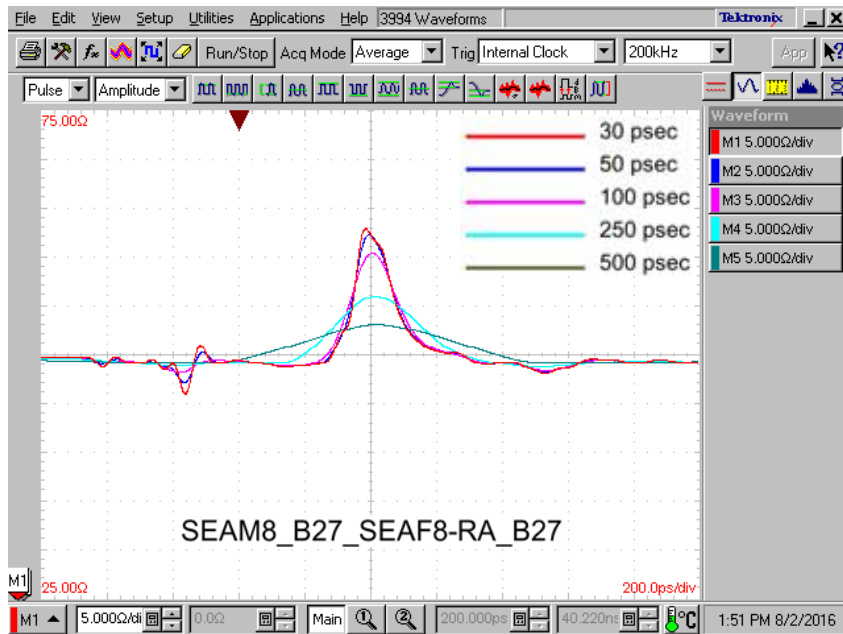 File Edit View Setup Utilities Applications Help 3994 Waveforms Tektronix
Run/Stop Acq Mode Average Trig Internal Clock 200kHz App
Pulse Amplitude
75.00Ω
30 psec
50 psec
100 psec
250 psec
500 psec
Waveform
M1 5.000Ω/div
M2 5.000Ω/div
M3 5.000Ω/div
M4 5.000Ω/div
M5 5.000Ω/div
SEAM8_B27_SEAF8-RA_B27
M1
25.00Ω 200.0ps/div
M1 5.000Ω/di 0.0Ω Main 1 2 200.000ps 40.220ns °C 1:51 PM 8/2/2016